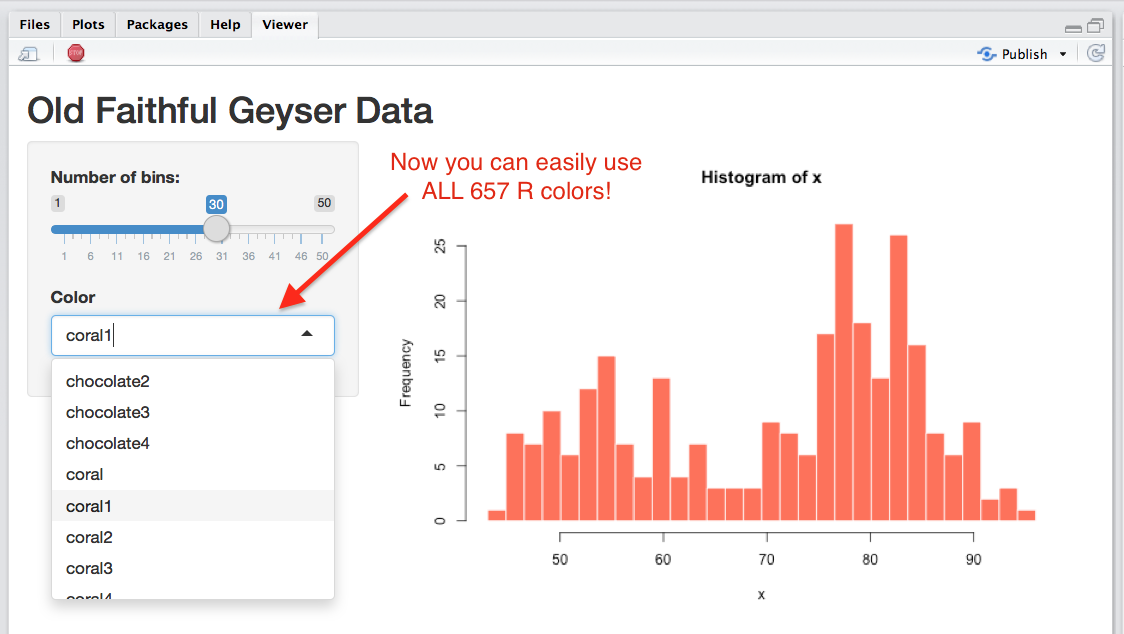 Files Plots Packages Help Viewer
STOP
Publish
Old Faithful Geyser Data
Number of bins:
1 30 50
1 6 11 16 21 26 31 36 41 46 50
Color
coral1
chocolate2
chocolate3
chocolate4
coral
coral1
coral2
coral3
coral4
Now you can easily use
ALL 657 R colors!
Histogram of x
Frequency
25
20
15
10
5
0
50 60 70 80 90
x